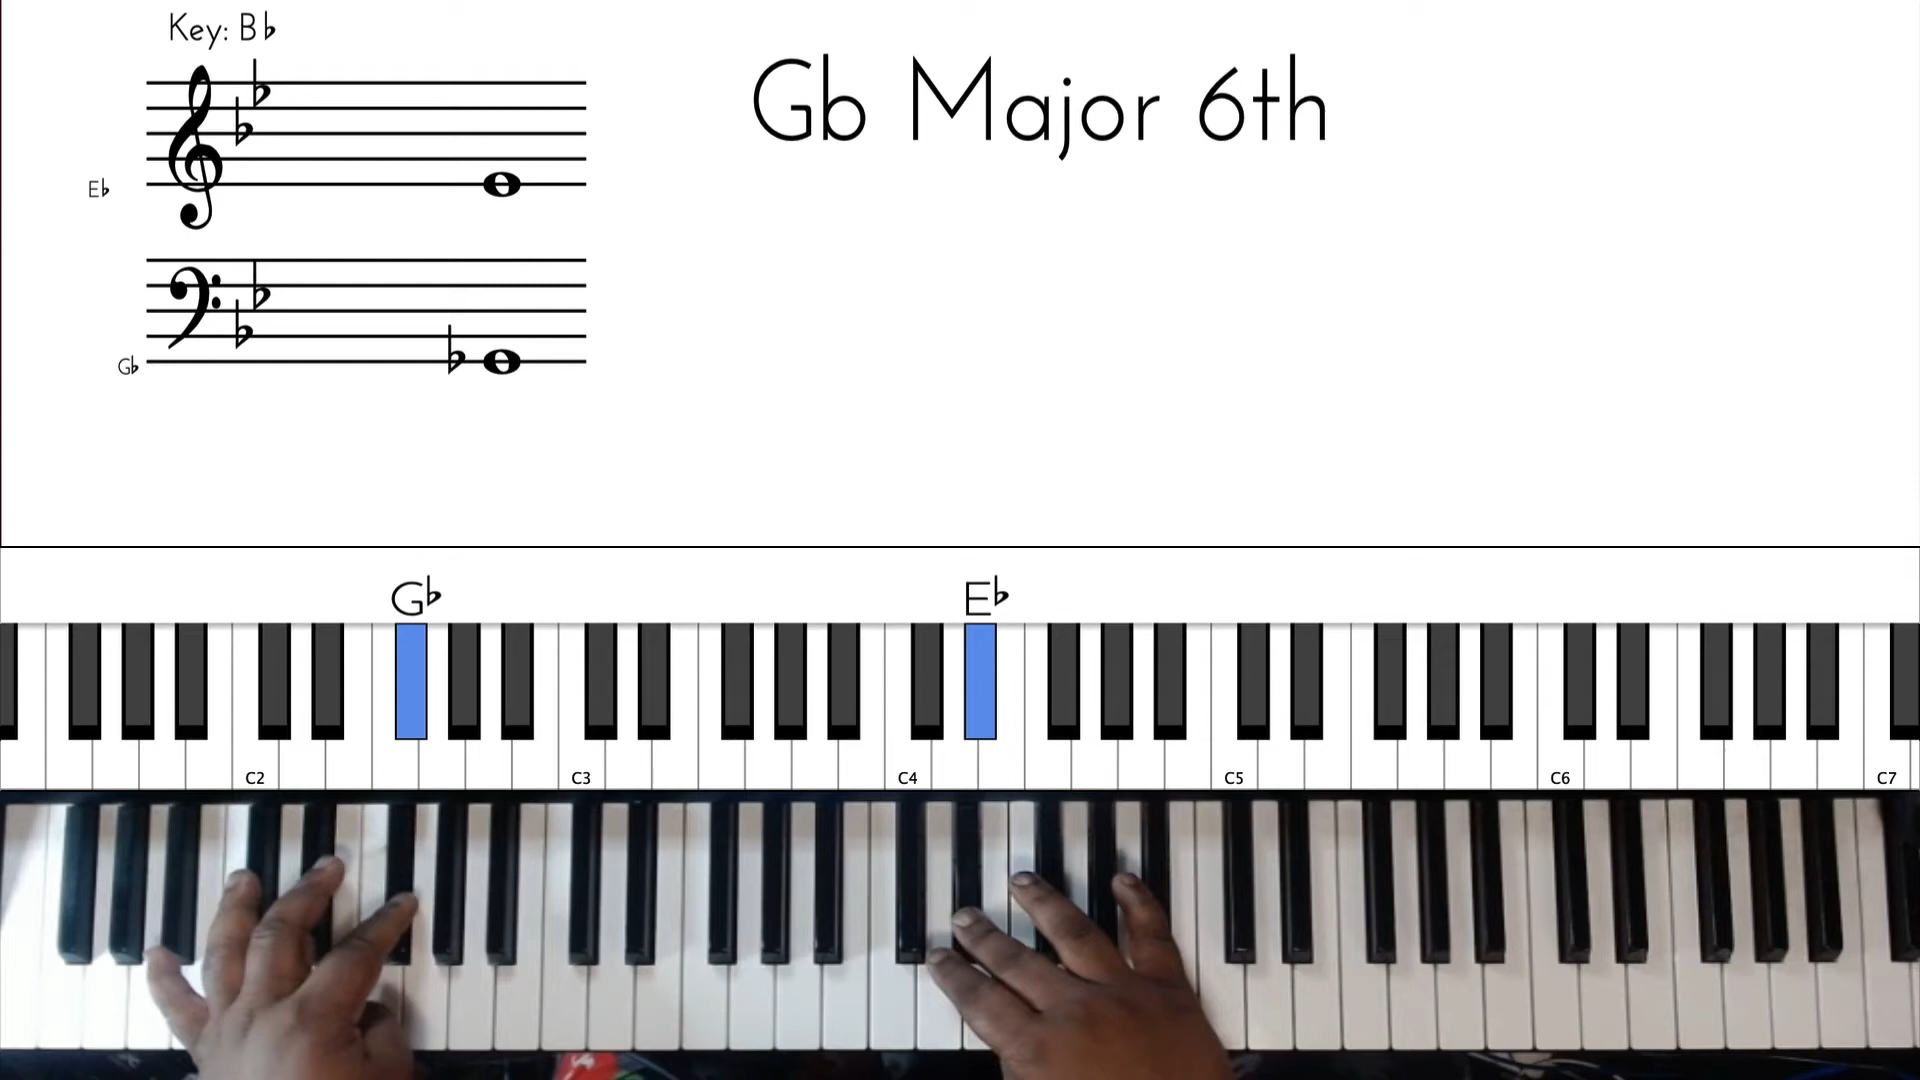 Key: B♭
Gb Major 6th
E♭
G♭
G♭ E♭
C2 C3 C4 C5 C6 C7